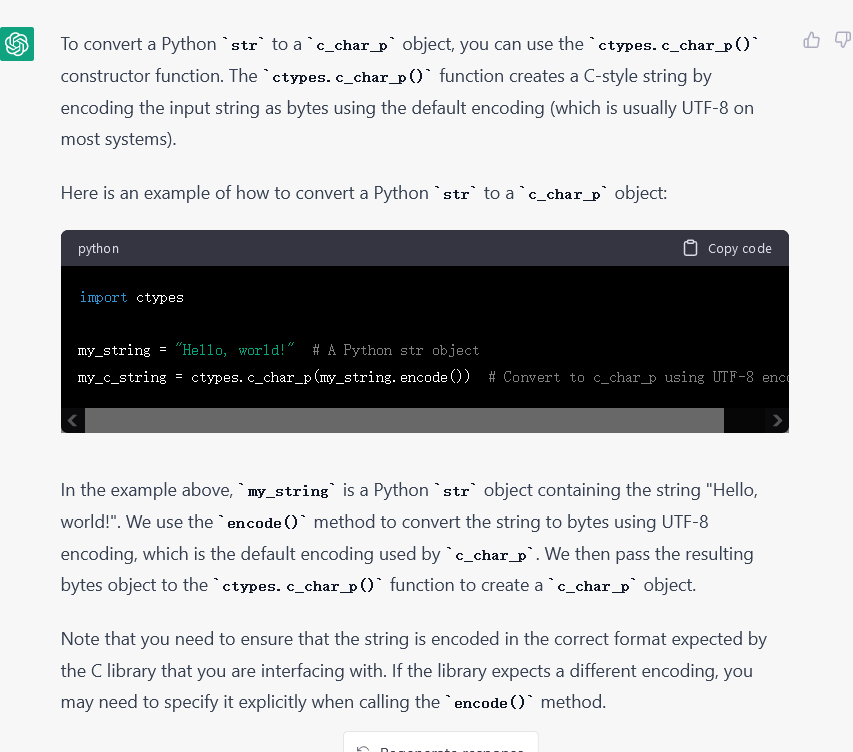 To convert a Python `str` to a `c_char_p` object, you can use the `ctypes.c_char_p()`
constructor function. The `ctypes.c_char_p()` function creates a C-style string by
encoding the input string as bytes using the default encoding (which is usually UTF-8 on
most systems).
Here is an example of how to convert a Python `str` to a `c_char_p` object:
python Copy code
import ctypes
my_string = "Hello, world!"  # A Python str object
my_c_string = ctypes.c_char_p(my_string.encode())  # Convert to c_char_p using UTF-8 enc
In the example above, `my_string` is a Python `str` object containing the string "Hello,
world!". We use the `encode()` method to convert the string to bytes using UTF-8
encoding, which is the default encoding used by `c_char_p`. We then pass the resulting
bytes object to the `ctypes.c_char_p()` function to create a `c_char_p` object.
Note that you need to ensure that the string is encoded in the correct format expected by
the C library that you are interfacing with. If the library expects a different encoding, you
may need to specify it explicitly when calling the `encode()` method.
Regenerate response